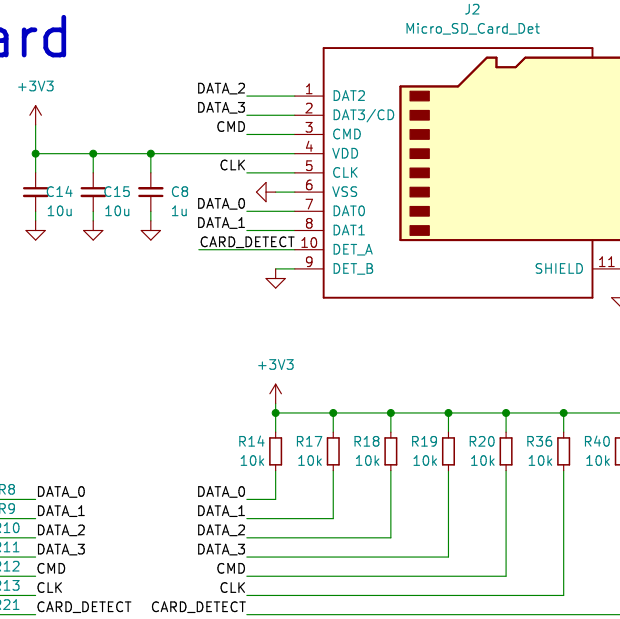 ard
J2
Micro_SD_Card_Det
+3V3
DATA_2 1 DAT2
DATA_3 2 DAT3/CD
CMD 3 CMD
4 VDD
CLK 5 CLK
C14 C15 C8 6 VSS
10u 10u 1u DATA_0 7 DAT0
DATA_1 8 DAT1
CARD_DETECT 10 DET_A
9 DET_B SHIELD 11
+3V3
R14 R17 R18 R19 R20 R36 R40
10k 10k 10k 10k 10k 10k 10k
R8 DATA_0 DATA_0
R9 DATA_1 DATA_1
R10 DATA_2 DATA_2
R11 DATA_3 DATA_3
R12 CMD CMD
R13 CLK CLK
R21 CARD_DETECT CARD_DETECT